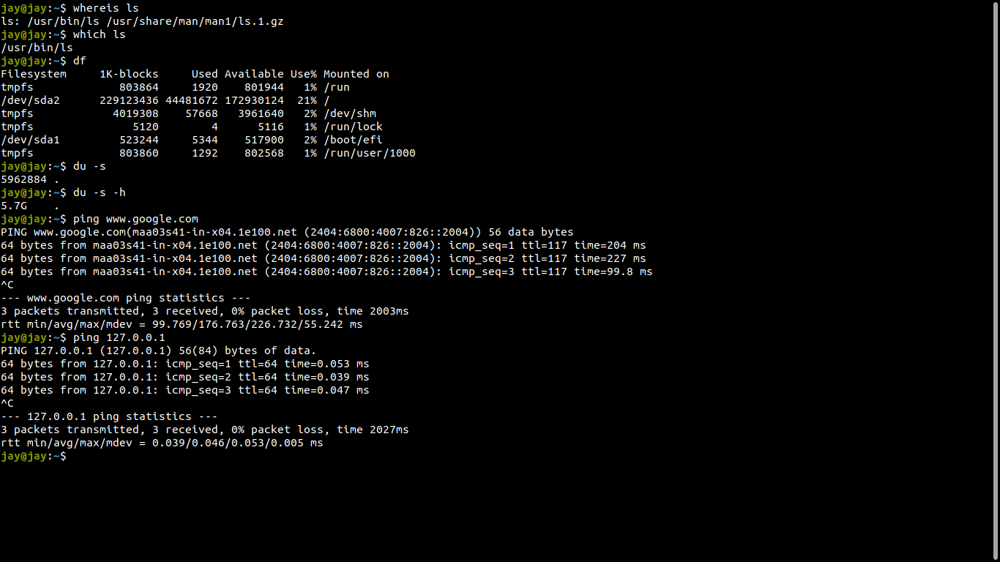 jay@jay:~$ whereis ls
ls: /usr/bin/ls /usr/share/man/man1/ls.1.gz
jay@jay:~$ which ls
/usr/bin/ls
jay@jay:~$ df
Filesystem     1K-blocks     Used Available Use% Mounted on
tmpfs             803864     1920    801944   1% /run
/dev/sda2      229123436 44481672 172930124  21% /
tmpfs            4019308    57668   3961640   2% /dev/shm
tmpfs               5120        4      5116   1% /run/lock
/dev/sda1         523244     5344    517900   2% /boot/efi
tmpfs             803860     1292    802568   1% /run/user/1000
jay@jay:~$ du -s
5962884 .
jay@jay:~$ du -s -h
5.7G    .
jay@jay:~$ ping www.google.com
PING www.google.com(maa03s41-in-x04.1e100.net (2404:6800:4007:826::2004)) 56 data bytes
64 bytes from maa03s41-in-x04.1e100.net (2404:6800:4007:826::2004): icmp_seq=1 ttl=117 time=204 ms
64 bytes from maa03s41-in-x04.1e100.net (2404:6800:4007:826::2004): icmp_seq=2 ttl=117 time=227 ms
64 bytes from maa03s41-in-x04.1e100.net (2404:6800:4007:826::2004): icmp_seq=3 ttl=117 time=99.8 ms
^C
--- www.google.com ping statistics ---
3 packets transmitted, 3 received, 0% packet loss, time 2003ms
rtt min/avg/max/mdev = 99.769/176.763/226.732/55.242 ms
jay@jay:~$ ping 127.0.0.1
PING 127.0.0.1 (127.0.0.1) 56(84) bytes of data.
64 bytes from 127.0.0.1: icmp_seq=1 ttl=64 time=0.053 ms
64 bytes from 127.0.0.1: icmp_seq=2 ttl=64 time=0.039 ms
64 bytes from 127.0.0.1: icmp_seq=3 ttl=64 time=0.047 ms
^C
--- 127.0.0.1 ping statistics ---
3 packets transmitted, 3 received, 0% packet loss, time 2027ms
rtt min/avg/max/mdev = 0.039/0.046/0.053/0.005 ms
jay@jay:~$